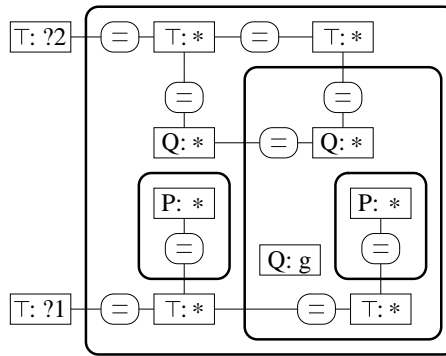 ⊤: ?2 = ⊤: * = ⊤: *
= =
Q: * = Q: *
P: * P: *
= =
Q: g
⊤: ?1 = ⊤: * = ⊤: *